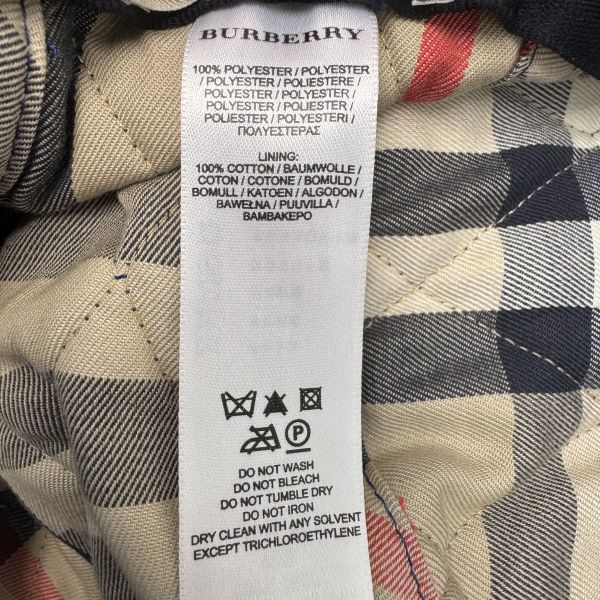 BURBERRY
100% POLYESTER / POLYESTER
/ POLYESTER / POLIESTERE /
POLYESTER / POLYESTER /
POLYESTER / POLIÉSTER /
POLIESTER / POLYESTERI /
ΠΟΛΥΕΣΤΕΡΑΣ
LINING:
100% COTTON / BAUMWOLLE /
COTON / COTONE / BOMULD /
BOMULL / KATOEN / ALGODON /
BAWEŁNA / PUUVILLA /
ΒΑΜΒΑΚΕΡΟ
P
DO NOT WASH
DO NOT BLEACH
DO NOT TUMBLE DRY
DO NOT IRON
DRY CLEAN WITH ANY SOLVENT
EXCEPT TRICHLOROETHYLENE